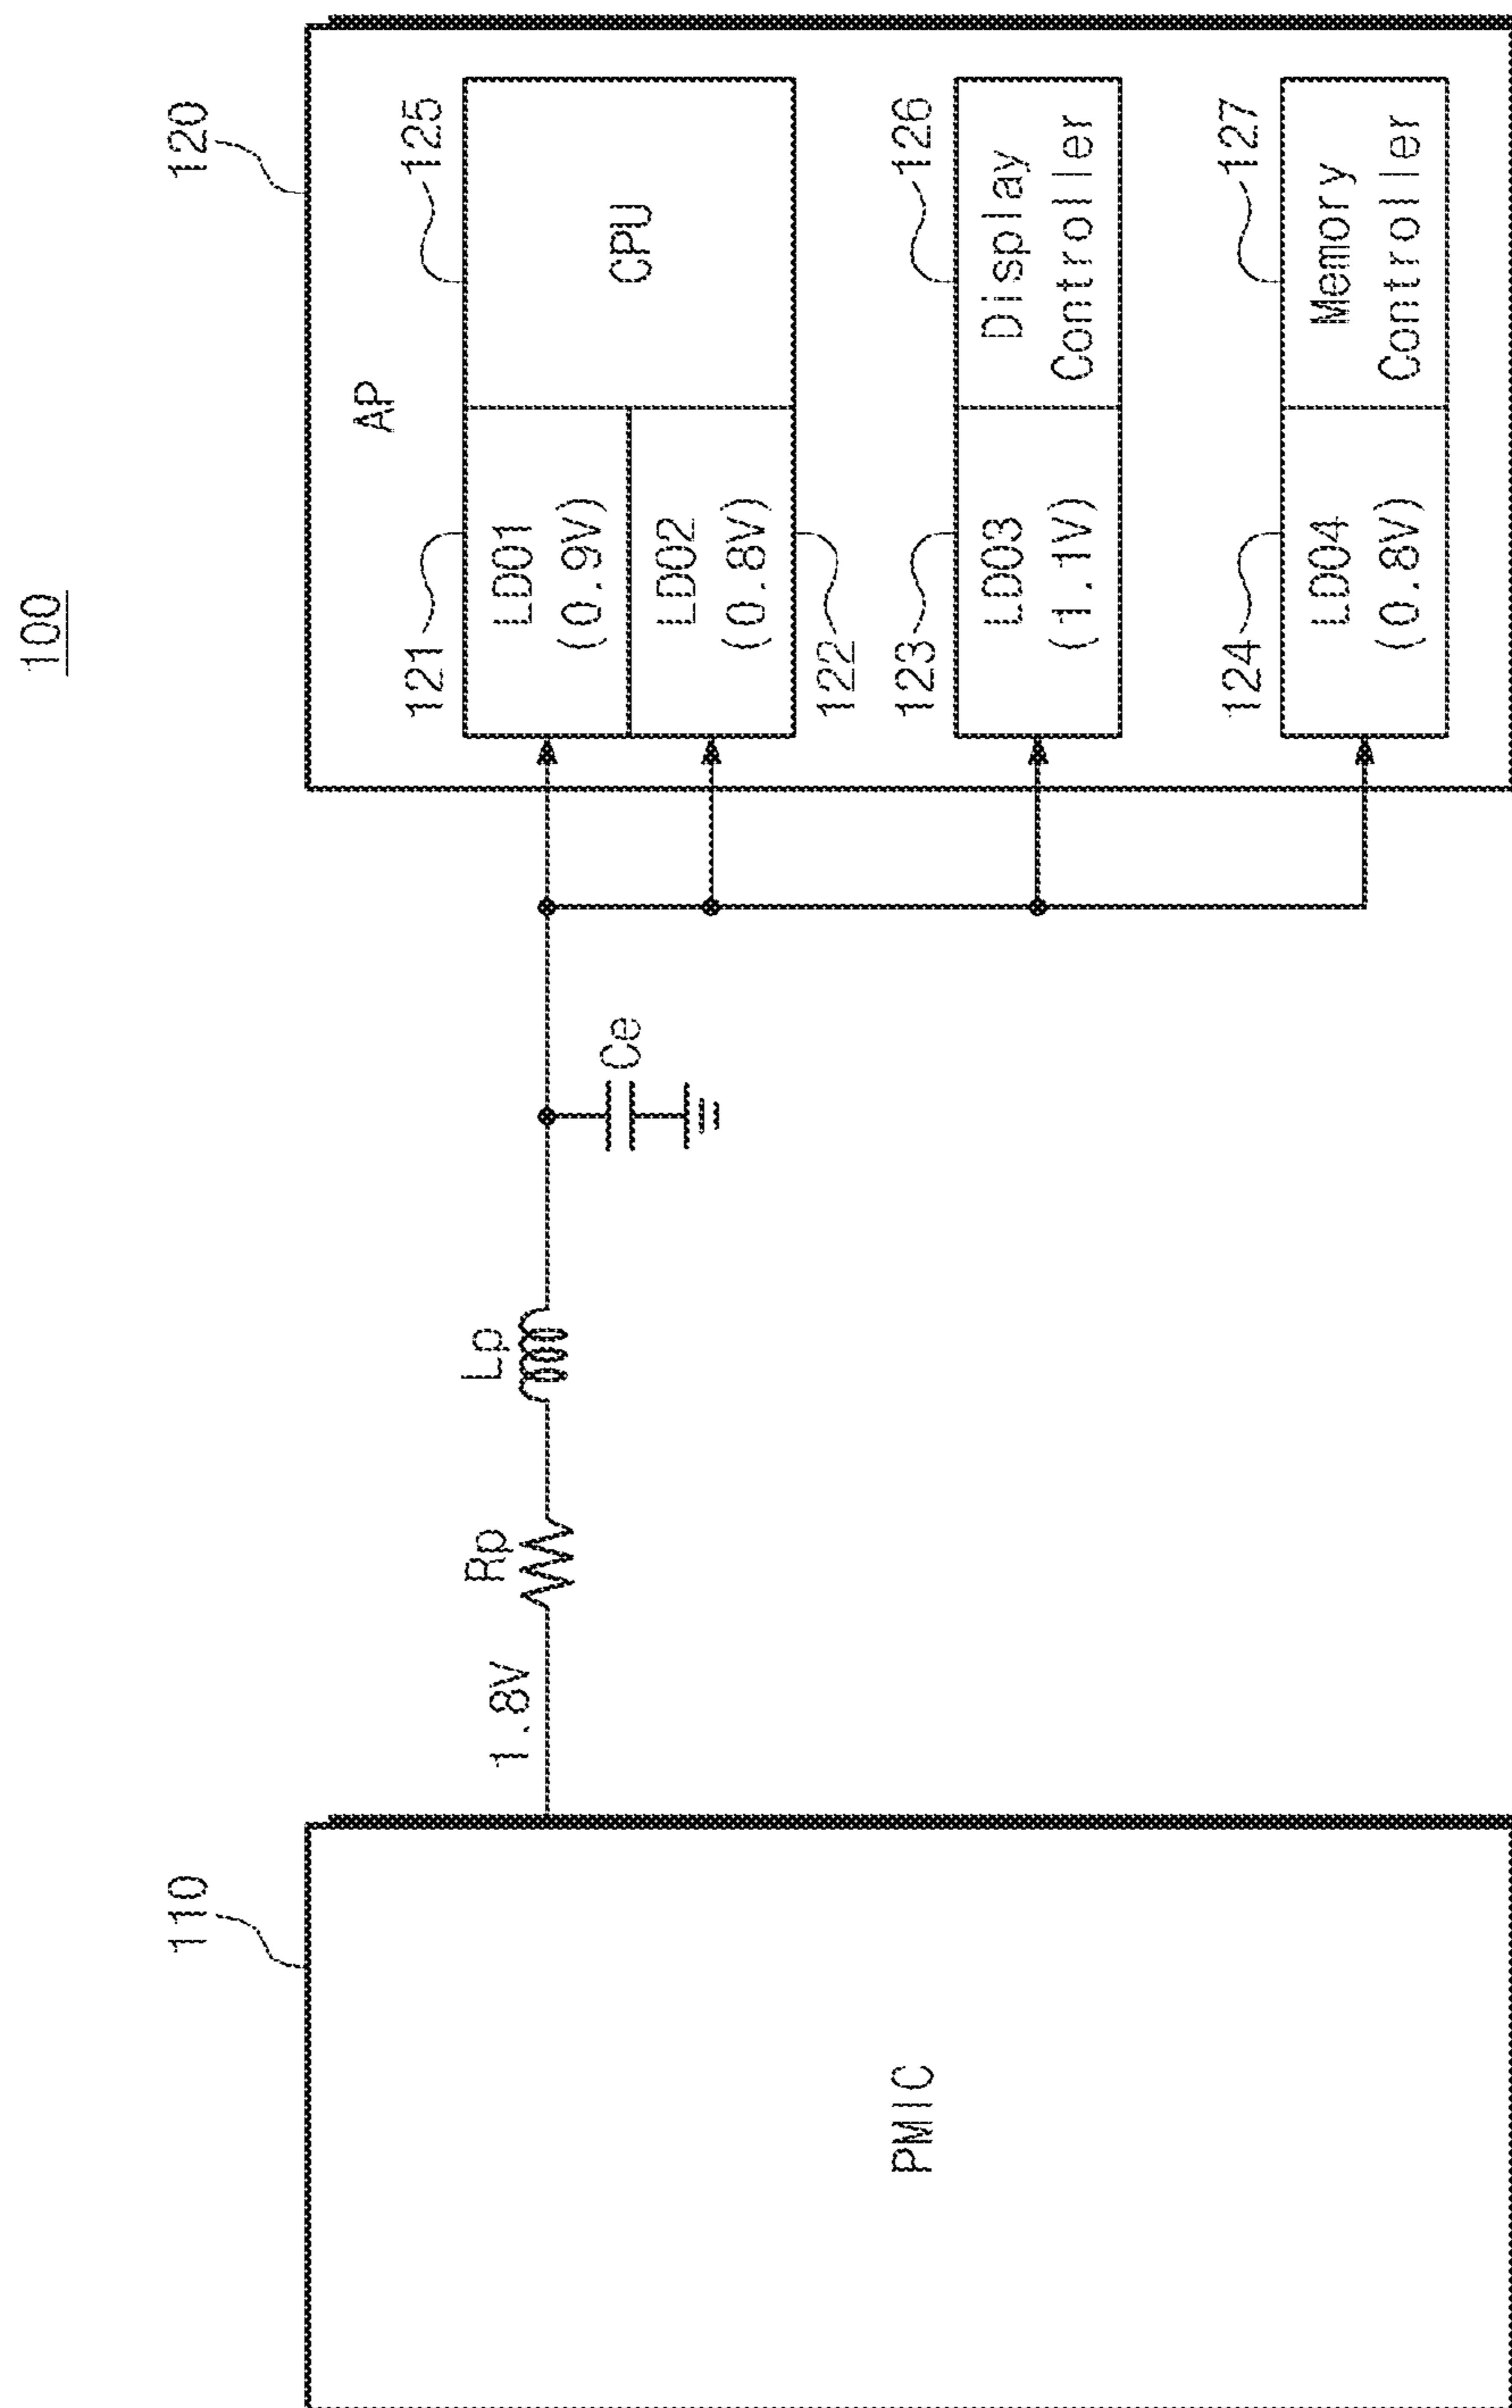 100
110
PMIC
1.8V
Rp
Lp
Ce
120
AP
121
LDO1
(0.9V)
125
CPU
LDO2
(0.8V)
122
123
LDO3
(1.1V)
126
Display
Controller
124
LDO4
(0.8V)
127
Memory
Controller